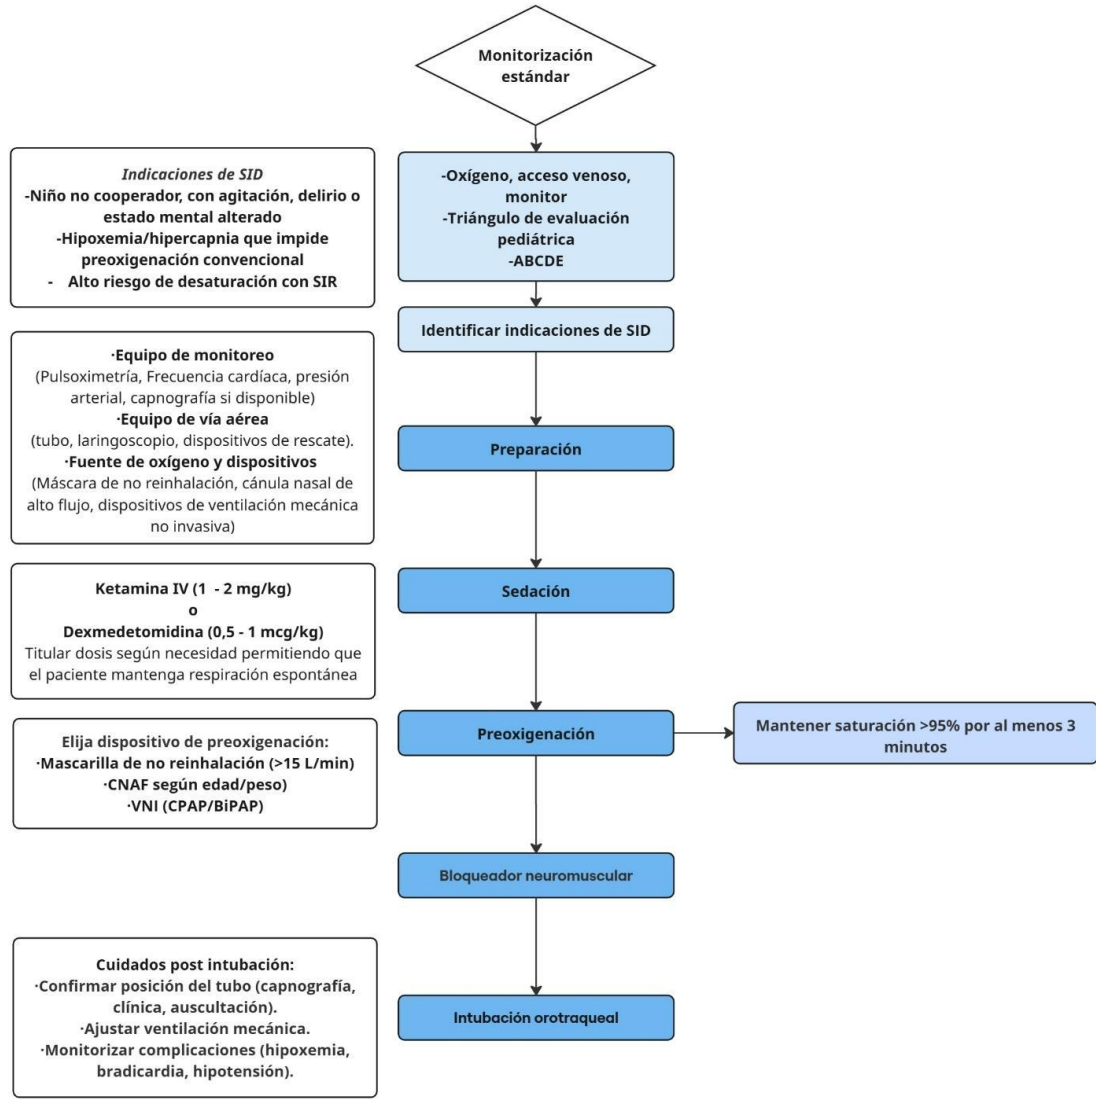 Monitorización
estándar
Indicaciones de SID
-Niño no cooperador, con agitación, delirio o
estado mental alterado
-Hipoxemia/hipercapnia que impide
preoxigenación convencional
- Alto riesgo de desaturación con SIR
-Oxígeno, acceso venoso,
monitor
-Triángulo de evaluación
pediátrica
-ABCDE
Identificar indicaciones de SID
·Equipo de monitoreo
(Pulsoximetría, Frecuencia cardíaca, presión
arterial, capnografía si disponible)
·Equipo de vía aérea
(tubo, laringoscopio, dispositivos de rescate).
·Fuente de oxígeno y dispositivos
(Máscara de no reinhalación, cánula nasal de
alto flujo, dispositivos de ventilación mecánica
no invasiva)
Preparación
Ketamina IV (1 - 2 mg/kg)
o
Dexmedetomidina (0,5 - 1 mcg/kg)
Titular dosis según necesidad permitiendo que
el paciente mantenga respiración espontánea
Sedación
Elija dispositivo de preoxigenación:
·Mascarilla de no reinhalación (>15 L/min)
·CNAF según edad/peso)
·VNI (CPAP/BiPAP)
Preoxigenación
Mantener saturación >95% por al menos 3
minutos
Bloqueador neuromuscular
Cuidados post intubación:
·Confirmar posición del tubo (capnografía,
clínica, auscultación).
·Ajustar ventilación mecánica.
·Monitorizar complicaciones (hipoxemia,
bradicardia, hipotensión).
Intubación orotraqueal